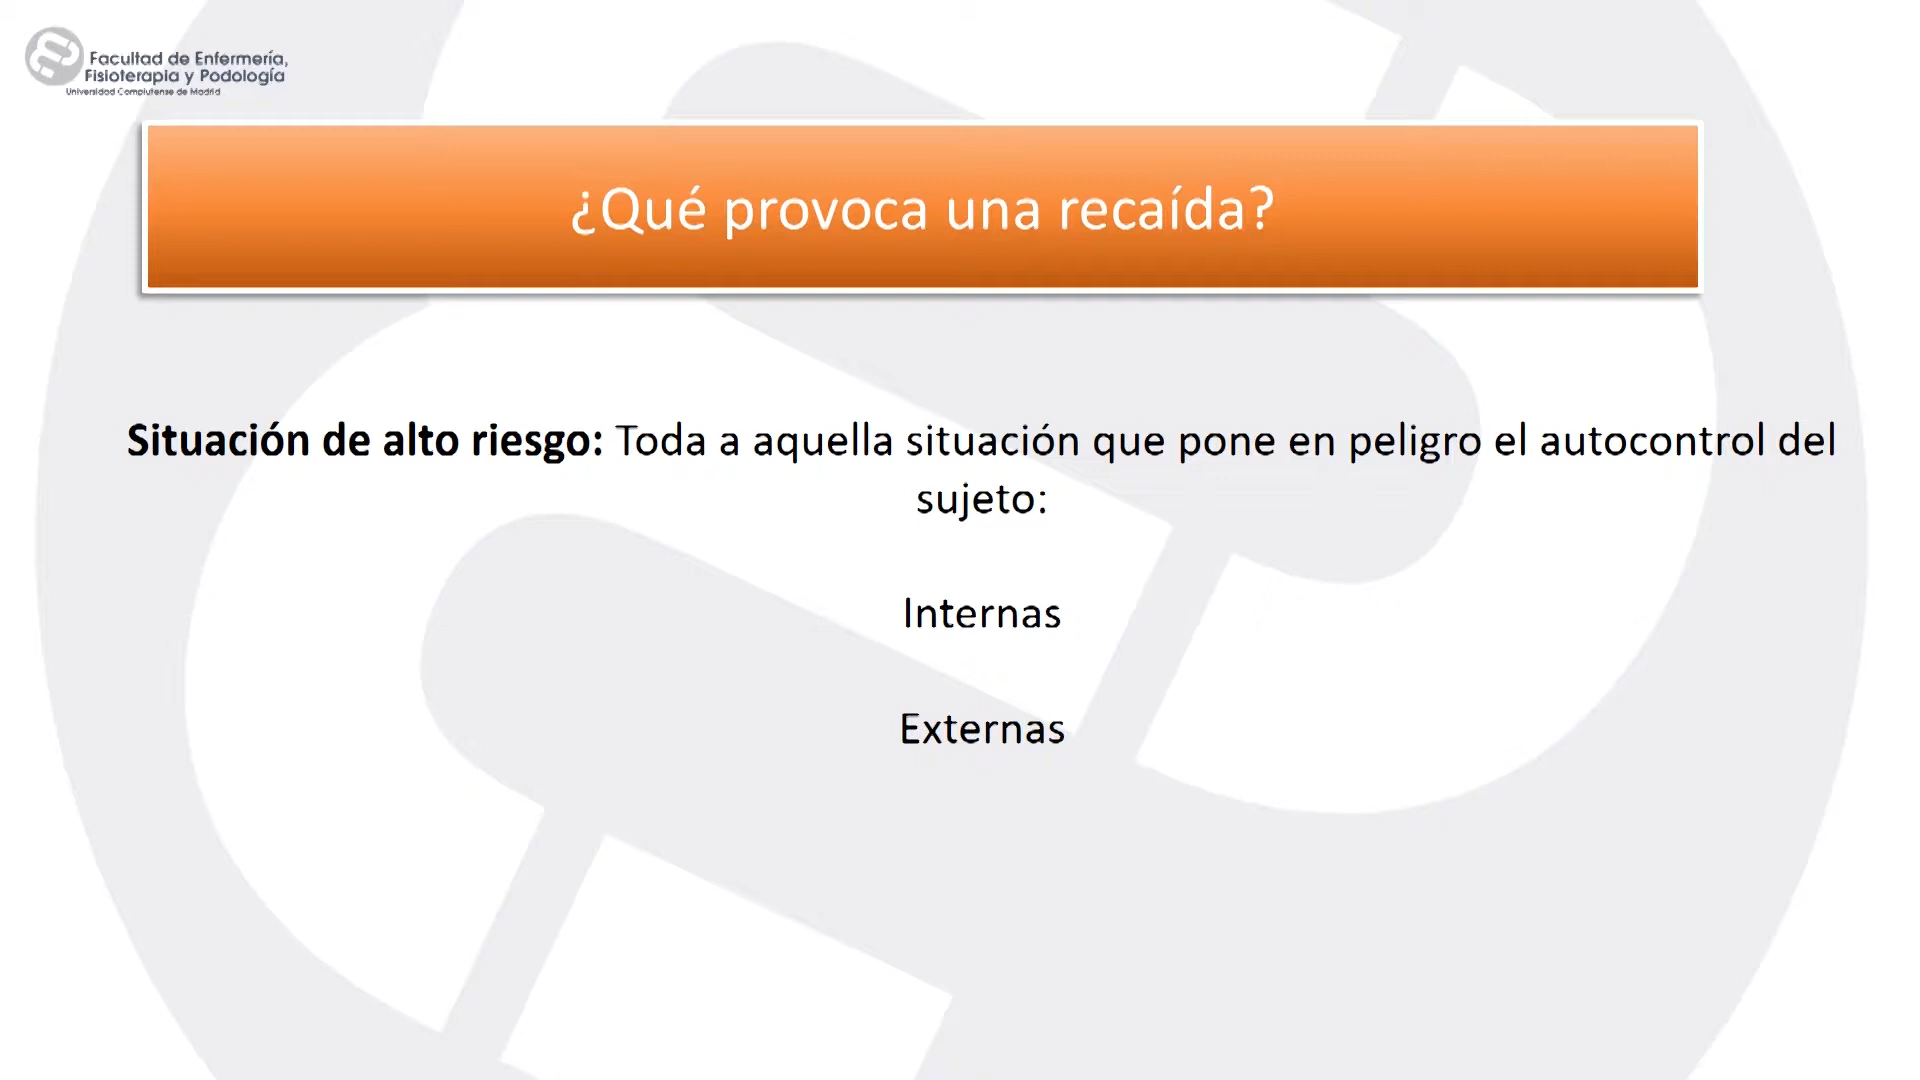 Facultad de Enfermería,
Fisioterapia y Podología
Universidad Complutense de Madrid
¿Qué provoca una recaída?
Situación de alto riesgo: Toda a aquella situación que pone en peligro el autocontrol del
sujeto:
Internas
Externas